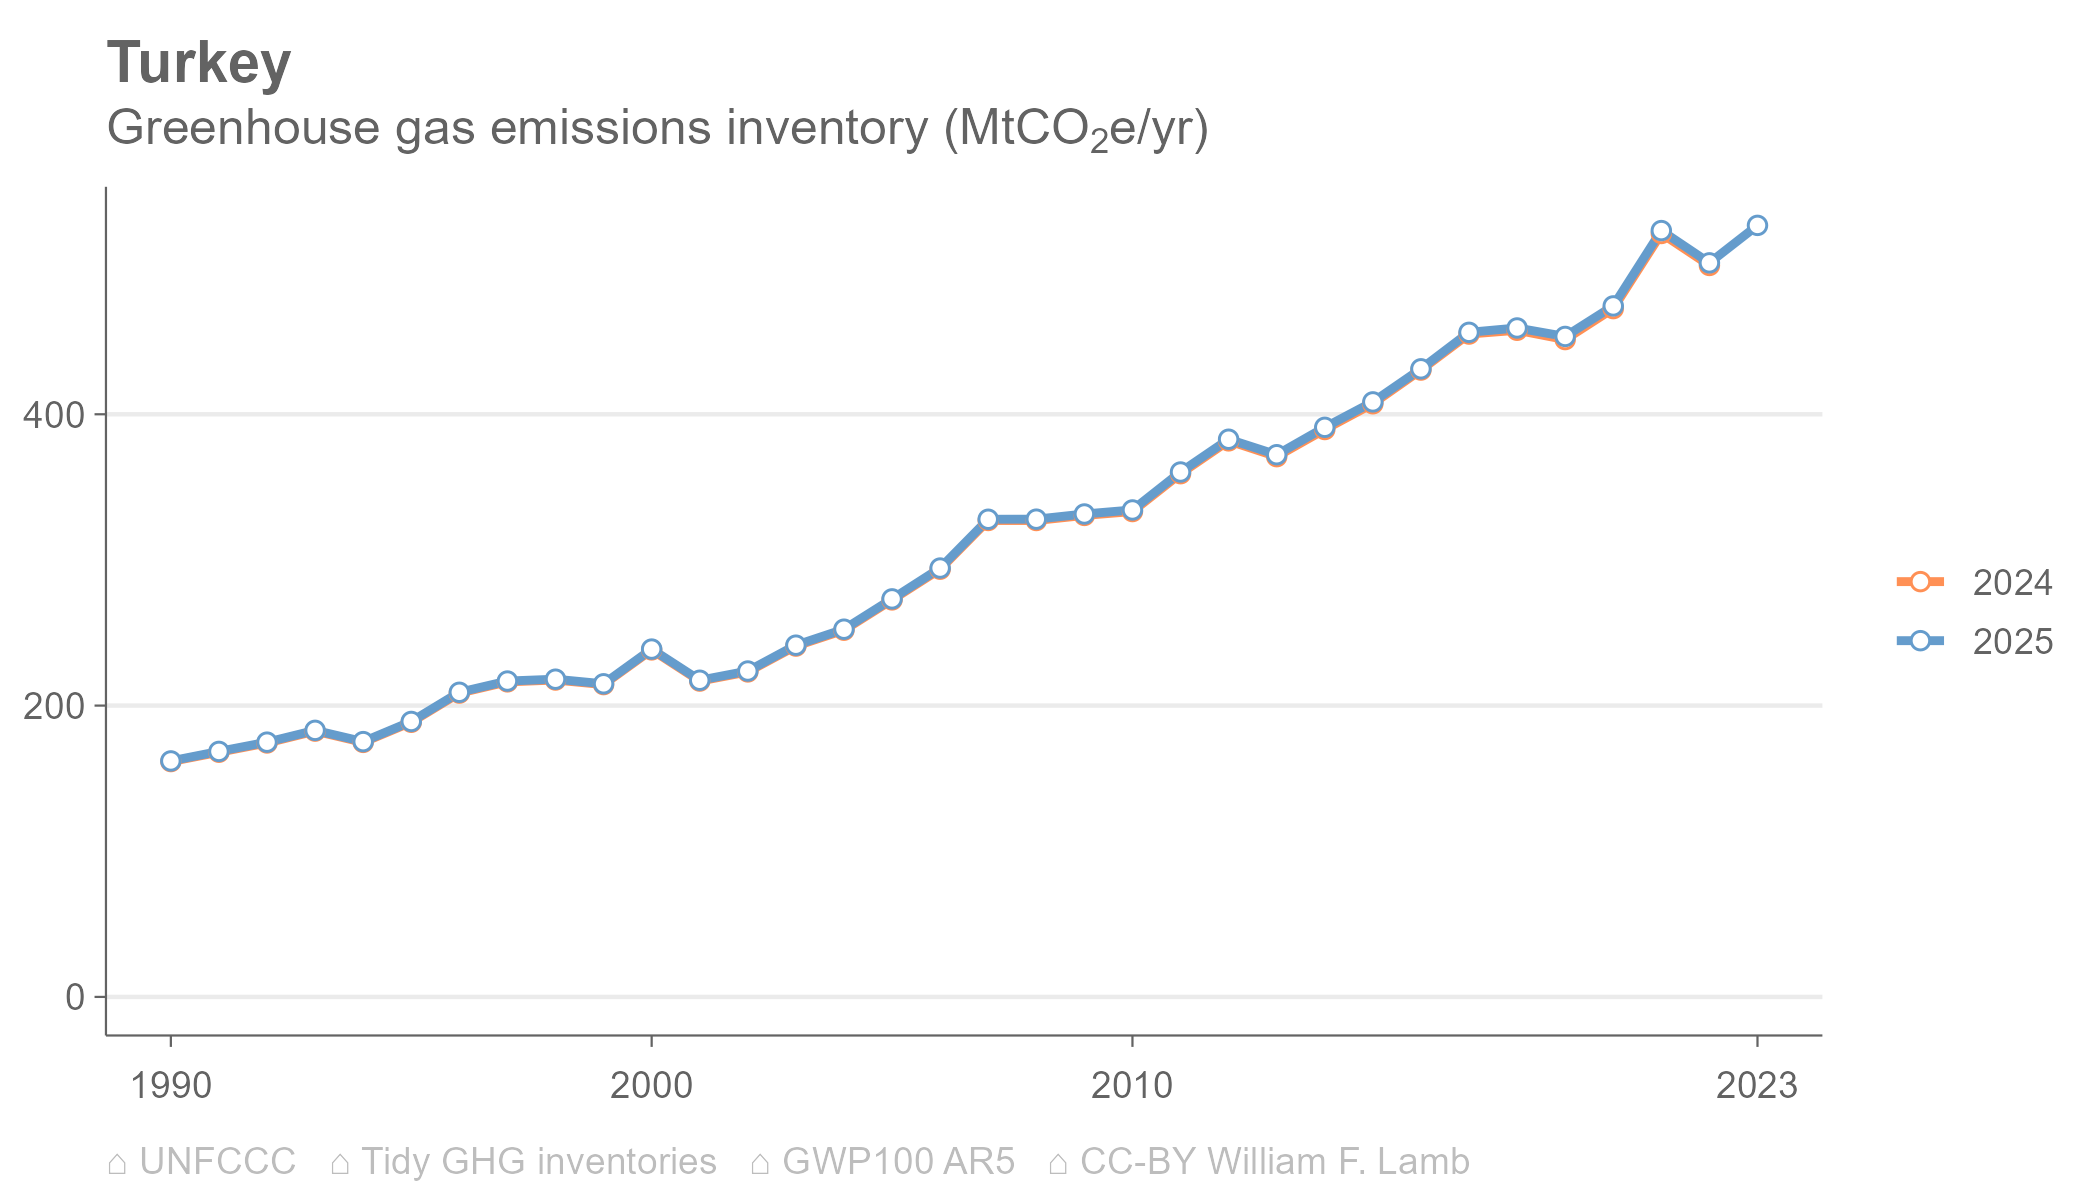 Turkey
Greenhouse gas emissions inventory (MtCO₂e/yr)
400
200
0
1990 2000 2010 2023
2024
2025
⌂ UNFCCC ⌂ Tidy GHG inventories ⌂ GWP100 AR5 ⌂ CC-BY William F. Lamb